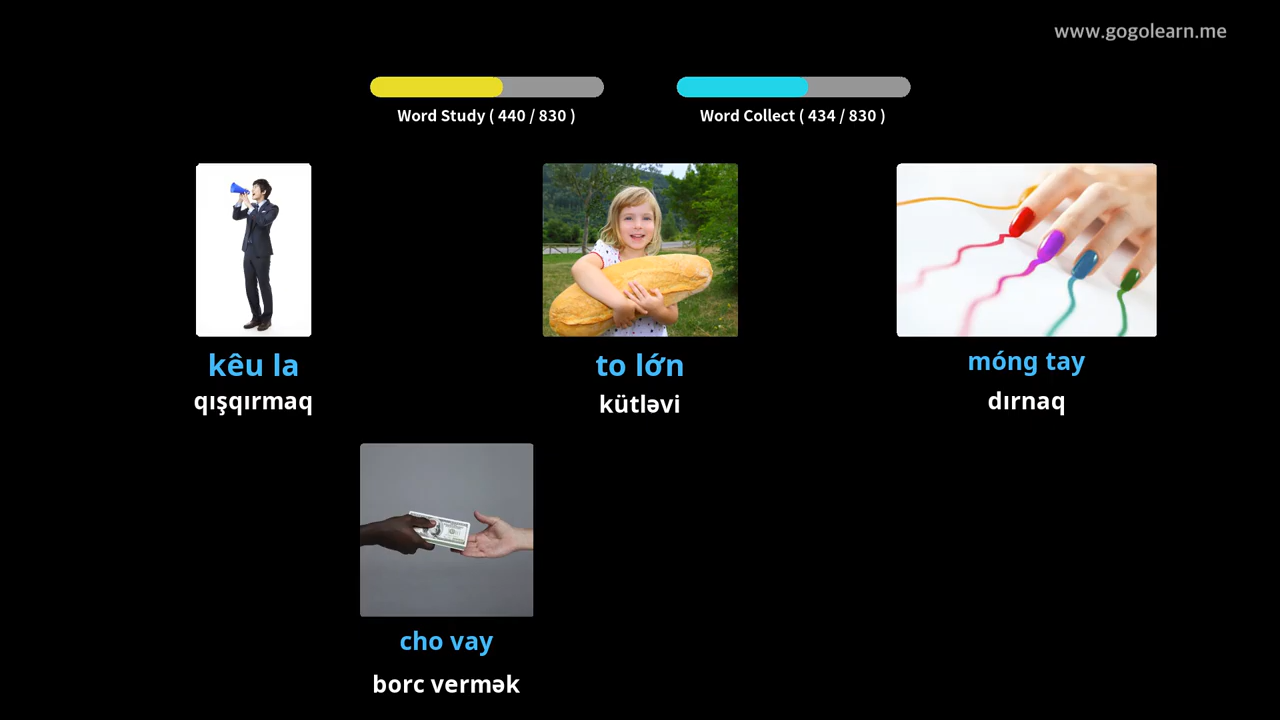 www.gogolearn.me
Word Study ( 440 / 830 )
Word Collect ( 434 / 830 )
kêu la
qışqırmaq
to lớn
kütləvi
móng tay
dırnaq
cho vay
borc vermək